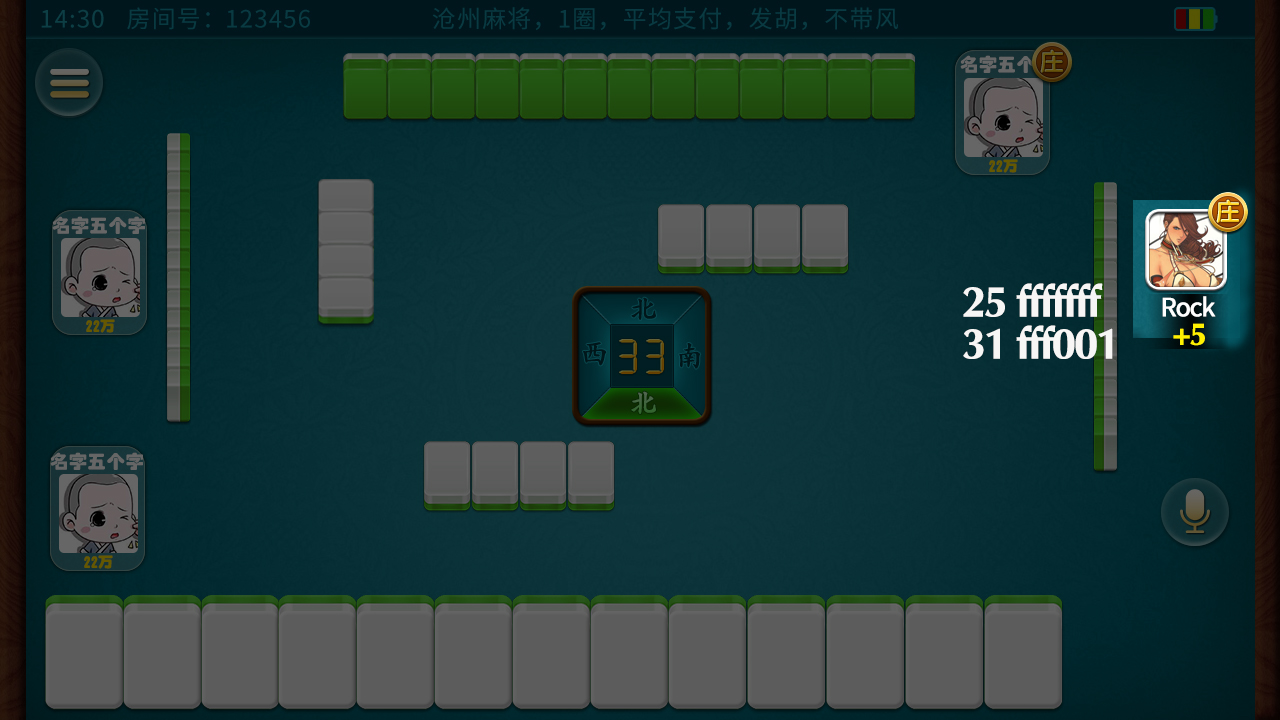 14:30 房间号：123456 沧州麻将，1圈，平均支付，发胡，不带风
名字五个
庄
22万
庄
Rock
+5
名字五个字
22万
25 fffffff
31 fff001
北
西 33 南
北
名字五个字
22万